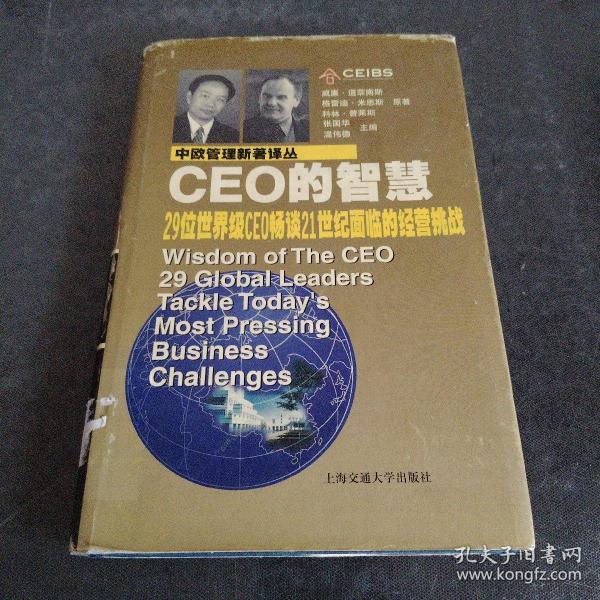 CEIBS
威廉·道菲南斯
格雷迪·米恩斯 原著
科林·普莱斯
张国华
温伟德 主编
中欧管理新著译丛
CEO的智慧
29位世界级CEO畅谈21世纪面临的经营挑战
Wisdom of The CEO
29 Global Leaders
Tackle Today's
Most Pressing
Business
Challenges
上海交通大学出版社
孔夫子旧书网
www.kongfz.com